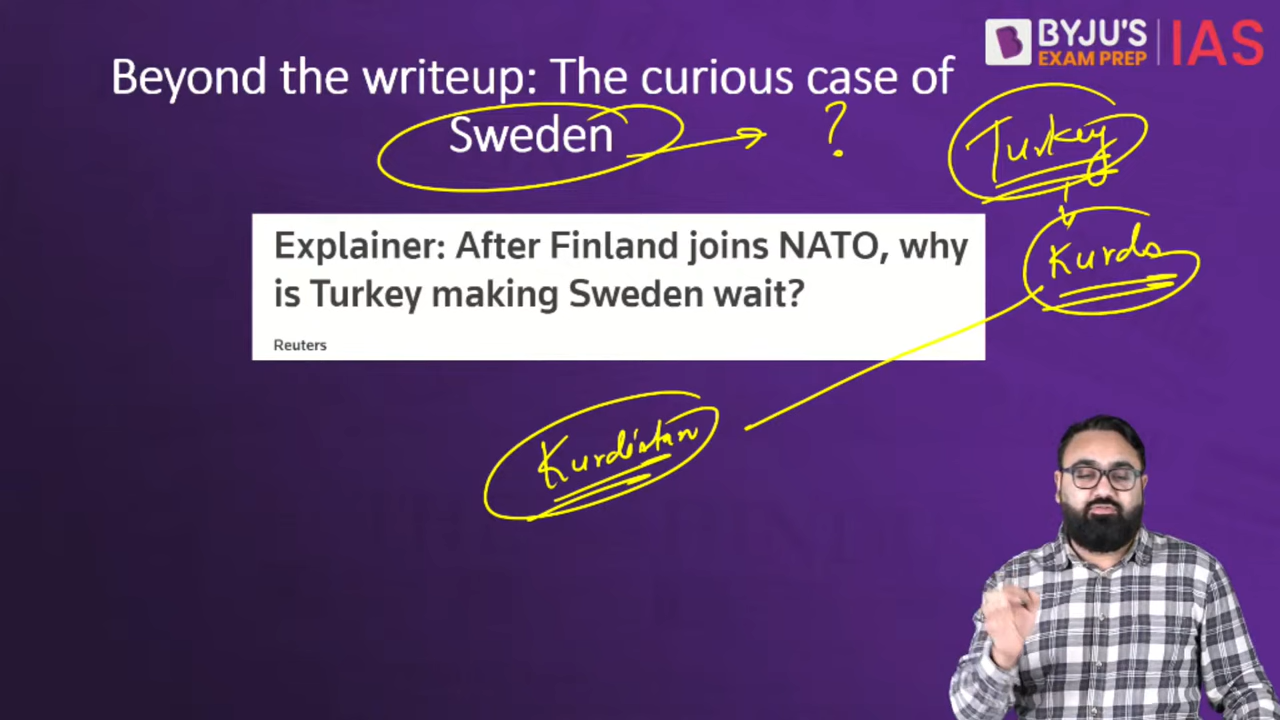 Beyond the writeup: The curious case of
Sweden
?
BYJU'S
EXAM PREP
IAS
Turkey
Kurds
Explainer: After Finland joins NATO, why
is Turkey making Sweden wait?
Reuters
Kurdistan